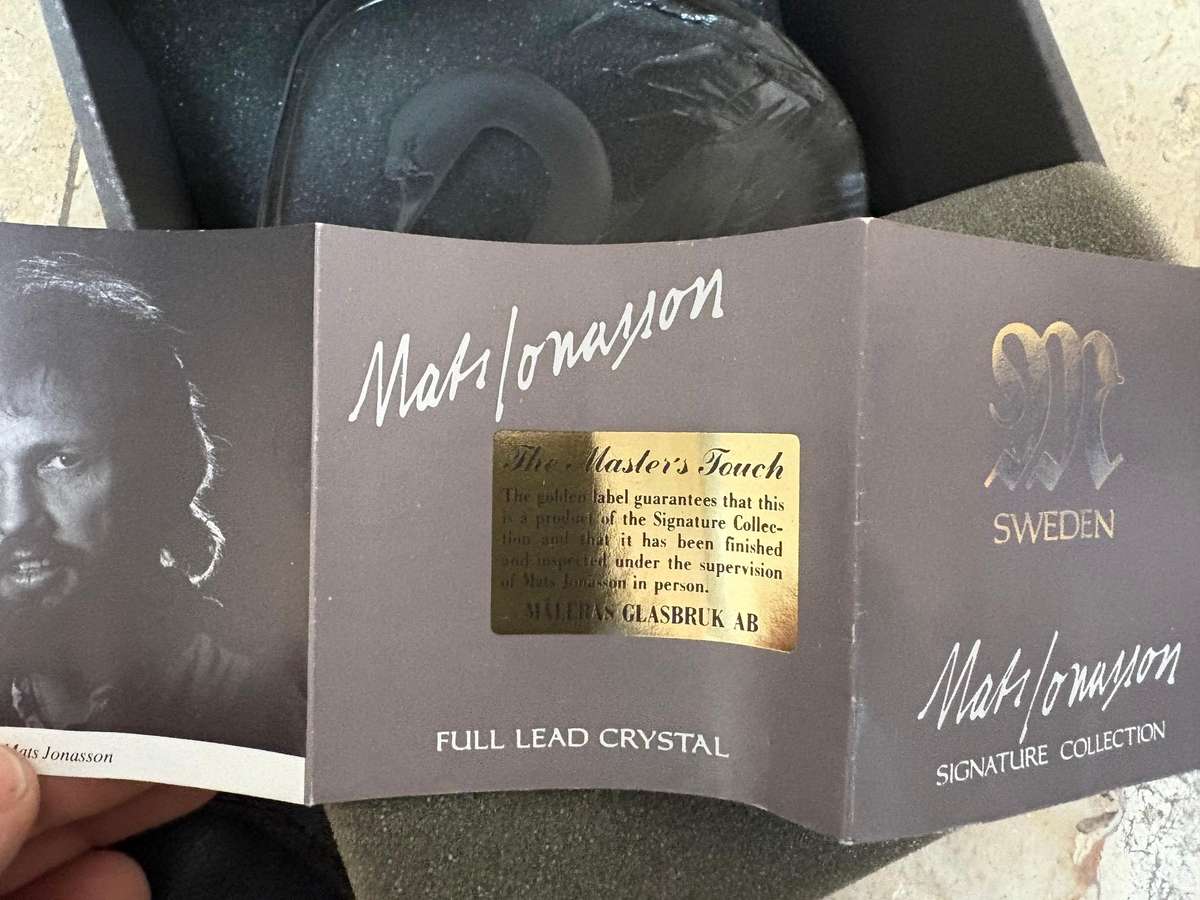 Mats Jonasson
Mats Jonasson
The Master's Touch
The golden label guarantees that this
is a product of the Signature Collec-
tion and that it has been finished
and inspected under the supervision
of Mats Jonasson in person.
MÅLERÅS GLASBRUK AB
FULL LEAD CRYSTAL
M
SWEDEN
Mats Jonasson
SIGNATURE COLLECTION